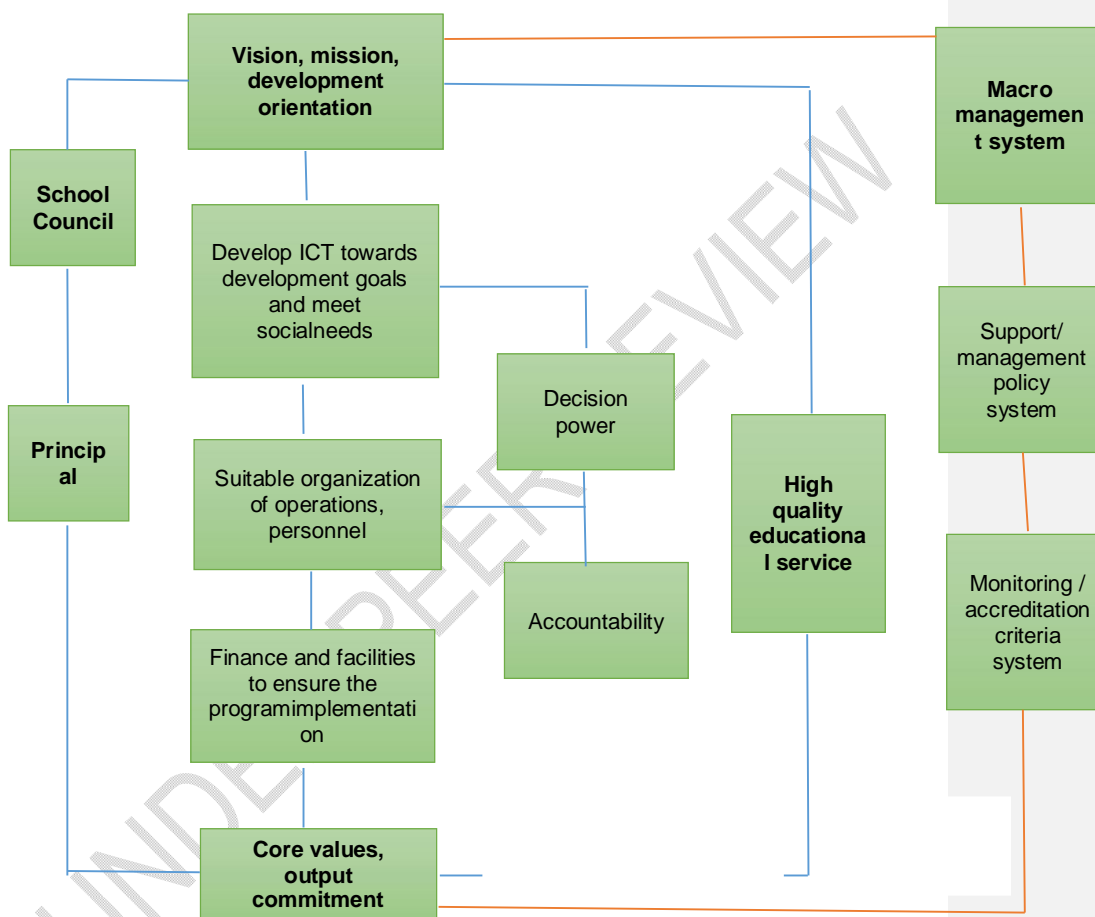 Vision, mission,
development
orientation
Macro
managemen
t system
School
Council
Develop ICT towards
development goals
and meet
socialneeds
Support/
management
policy
system
Decision
power
Princip
al
Suitable organization
of operations,
personnel
High
quality
educationa
l service
Monitoring /
accreditation
criteria
system
Accountability
Finance and facilities
to ensure the
programimplementati
on
Core values,
output
commitment
UNDER PEER REVIEW